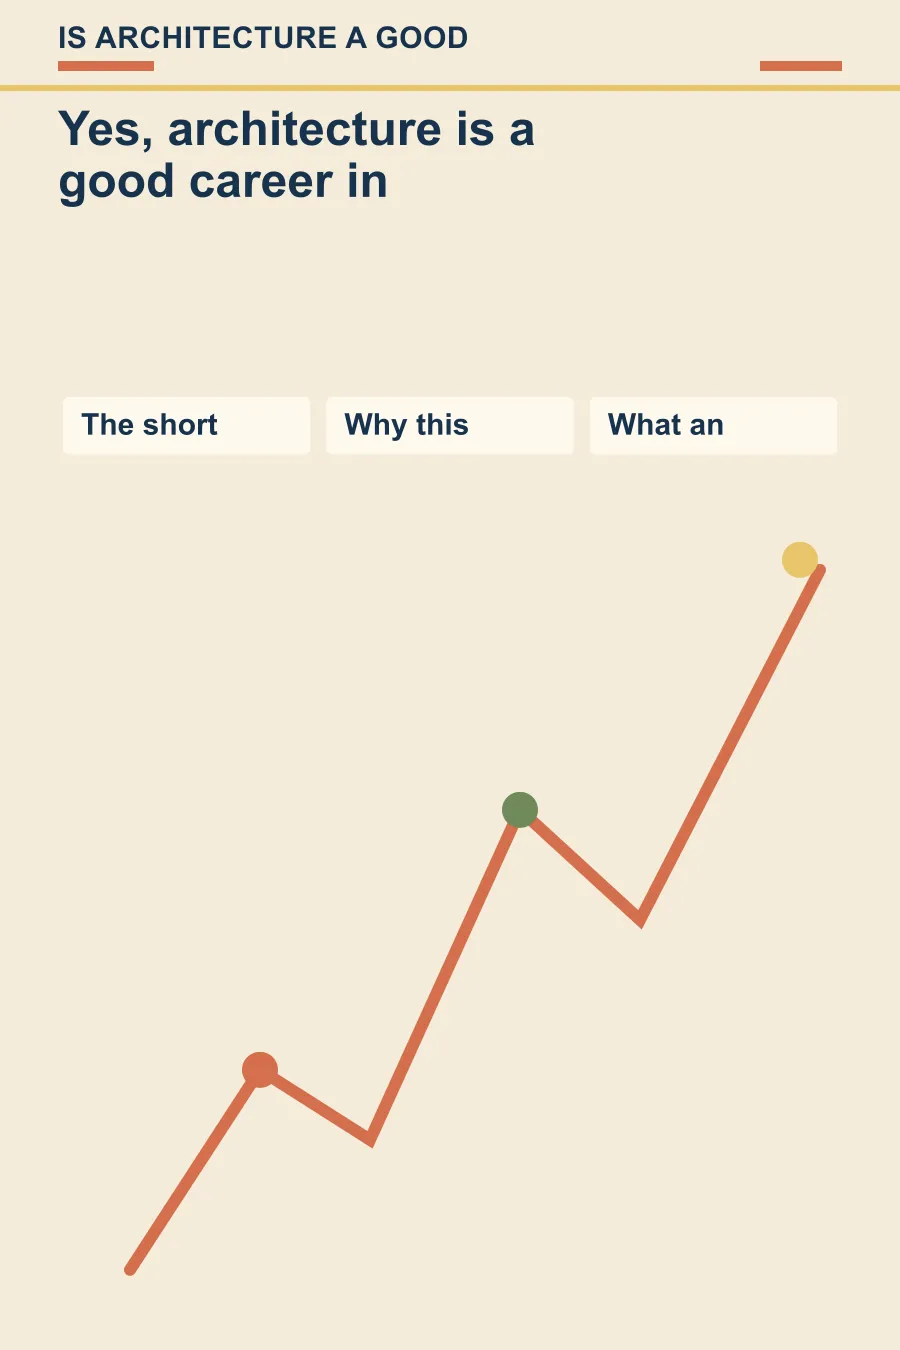 IS ARCHITECTURE A GOOD
Yes, architecture is a
good career in
The short
Why this
What an